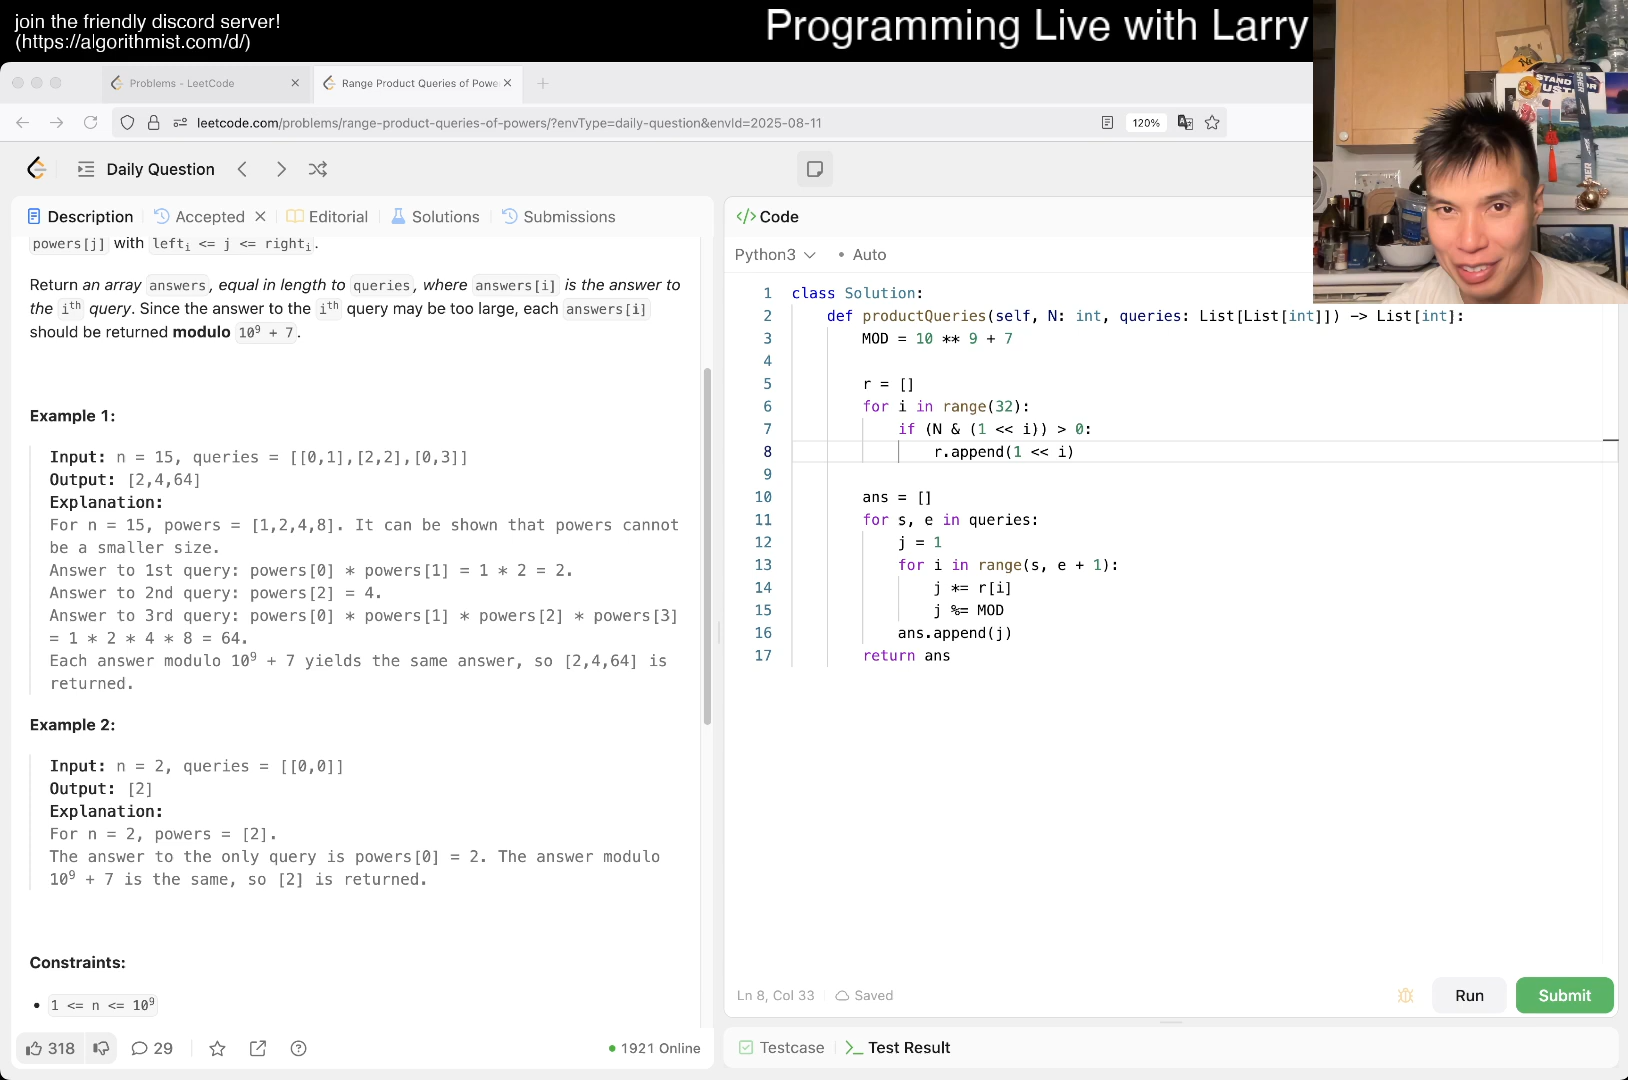 join the friendly discord server!
(https://algorithmist.com/d/)
Programming Live with Larry
Problems - LeetCode
Range Product Queries of Powe
leetcode.com/problems/range-product-queries-of-powers/?envType=daily-question&envId=2025-08-11
120%
Daily Question
Description
Accepted
Editorial
Solutions
Submissions
powers[j] with leftᵢ <= j <= rightᵢ.
Return an array answers, equal in length to queries, where answers[i] is the answer to
the iᵗʰ query. Since the answer to the iᵗʰ query may be too large, each answers[i]
should be returned modulo 10⁹ + 7.
Example 1:
Input: n = 15, queries = [[0,1],[2,2],[0,3]]
Output: [2,4,64]
Explanation:
For n = 15, powers = [1,2,4,8]. It can be shown that powers cannot
be a smaller size.
Answer to 1st query: powers[0] * powers[1] = 1 * 2 = 2.
Answer to 2nd query: powers[2] = 4.
Answer to 3rd query: powers[0] * powers[1] * powers[2] * powers[3]
= 1 * 2 * 4 * 8 = 64.
Each answer modulo 10⁹ + 7 yields the same answer, so [2,4,64] is
returned.
Example 2:
Input: n = 2, queries = [[0,0]]
Output: [2]
Explanation:
For n = 2, powers = [2].
The answer to the only query is powers[0] = 2. The answer modulo
10⁹ + 7 is the same, so [2] is returned.
Constraints:
• 1 <= n <= 10⁹
318
29
1921 Online
</> Code
Python3
• Auto
1 class Solution:
2 def productQueries(self, N: int, queries: List[List[int]]) -> List[int]:
3 MOD = 10 ** 9 + 7
4
5 r = []
6 for i in range(32):
7 if (N & (1 << i)) > 0:
8 r.append(1 << i)
9
10 ans = []
11 for s, e in queries:
12 j = 1
13 for i in range(s, e + 1):
14 j *= r[i]
15 j %= MOD
16 ans.append(j)
17 return ans
Ln 8, Col 33
Saved
Run
Submit
Testcase
Test Result
STAND